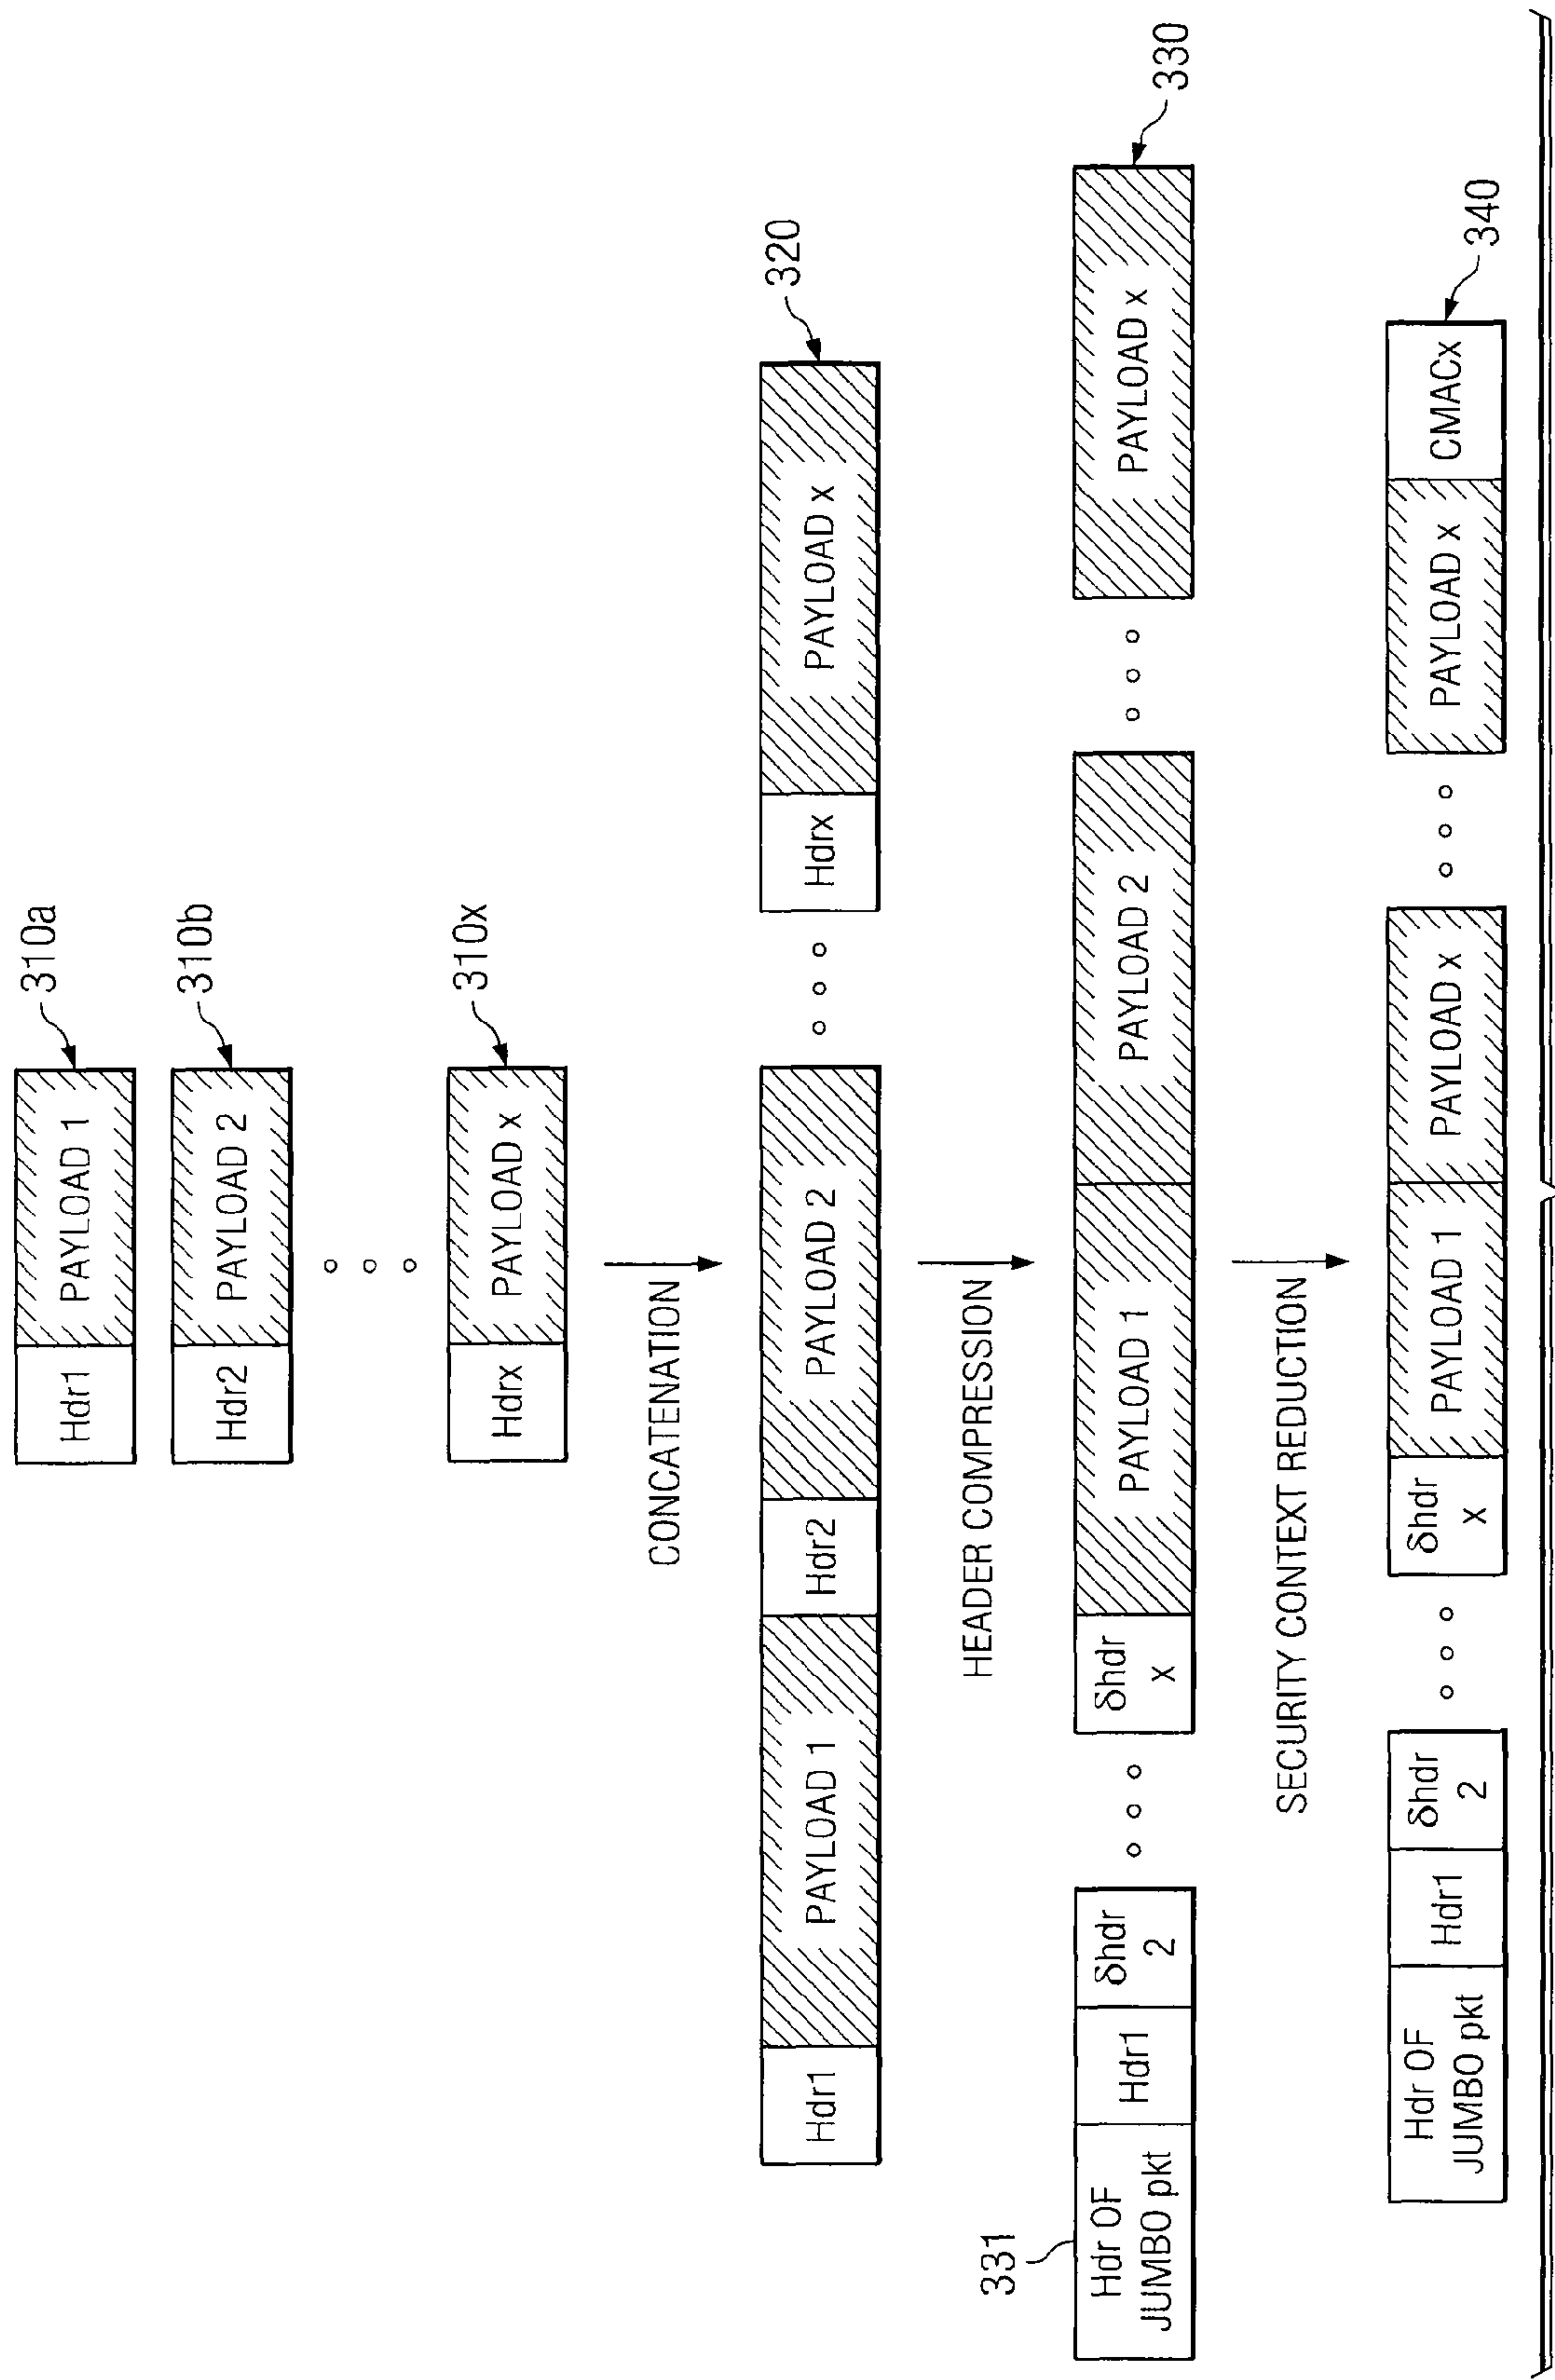 310a
Hdr1 PAYLOAD 1
310b
Hdr2 PAYLOAD 2
310x
Hdrx PAYLOAD x
CONCATENATION
320
Hdr1 PAYLOAD 1 Hdr2 PAYLOAD 2 Hdrx PAYLOAD x
HEADER COMPRESSION
331
330
Hdr OF
JUMBO pkt
Hdr1
δhdr
2
δhdr
x
PAYLOAD 1 PAYLOAD 2 PAYLOAD x
SECURITY CONTEXT REDUCTION
340
Hdr OF
JUMBO pkt
Hdr1
δhdr
2
δhdr
x
PAYLOAD 1 PAYLOAD x PAYLOAD x CMACx